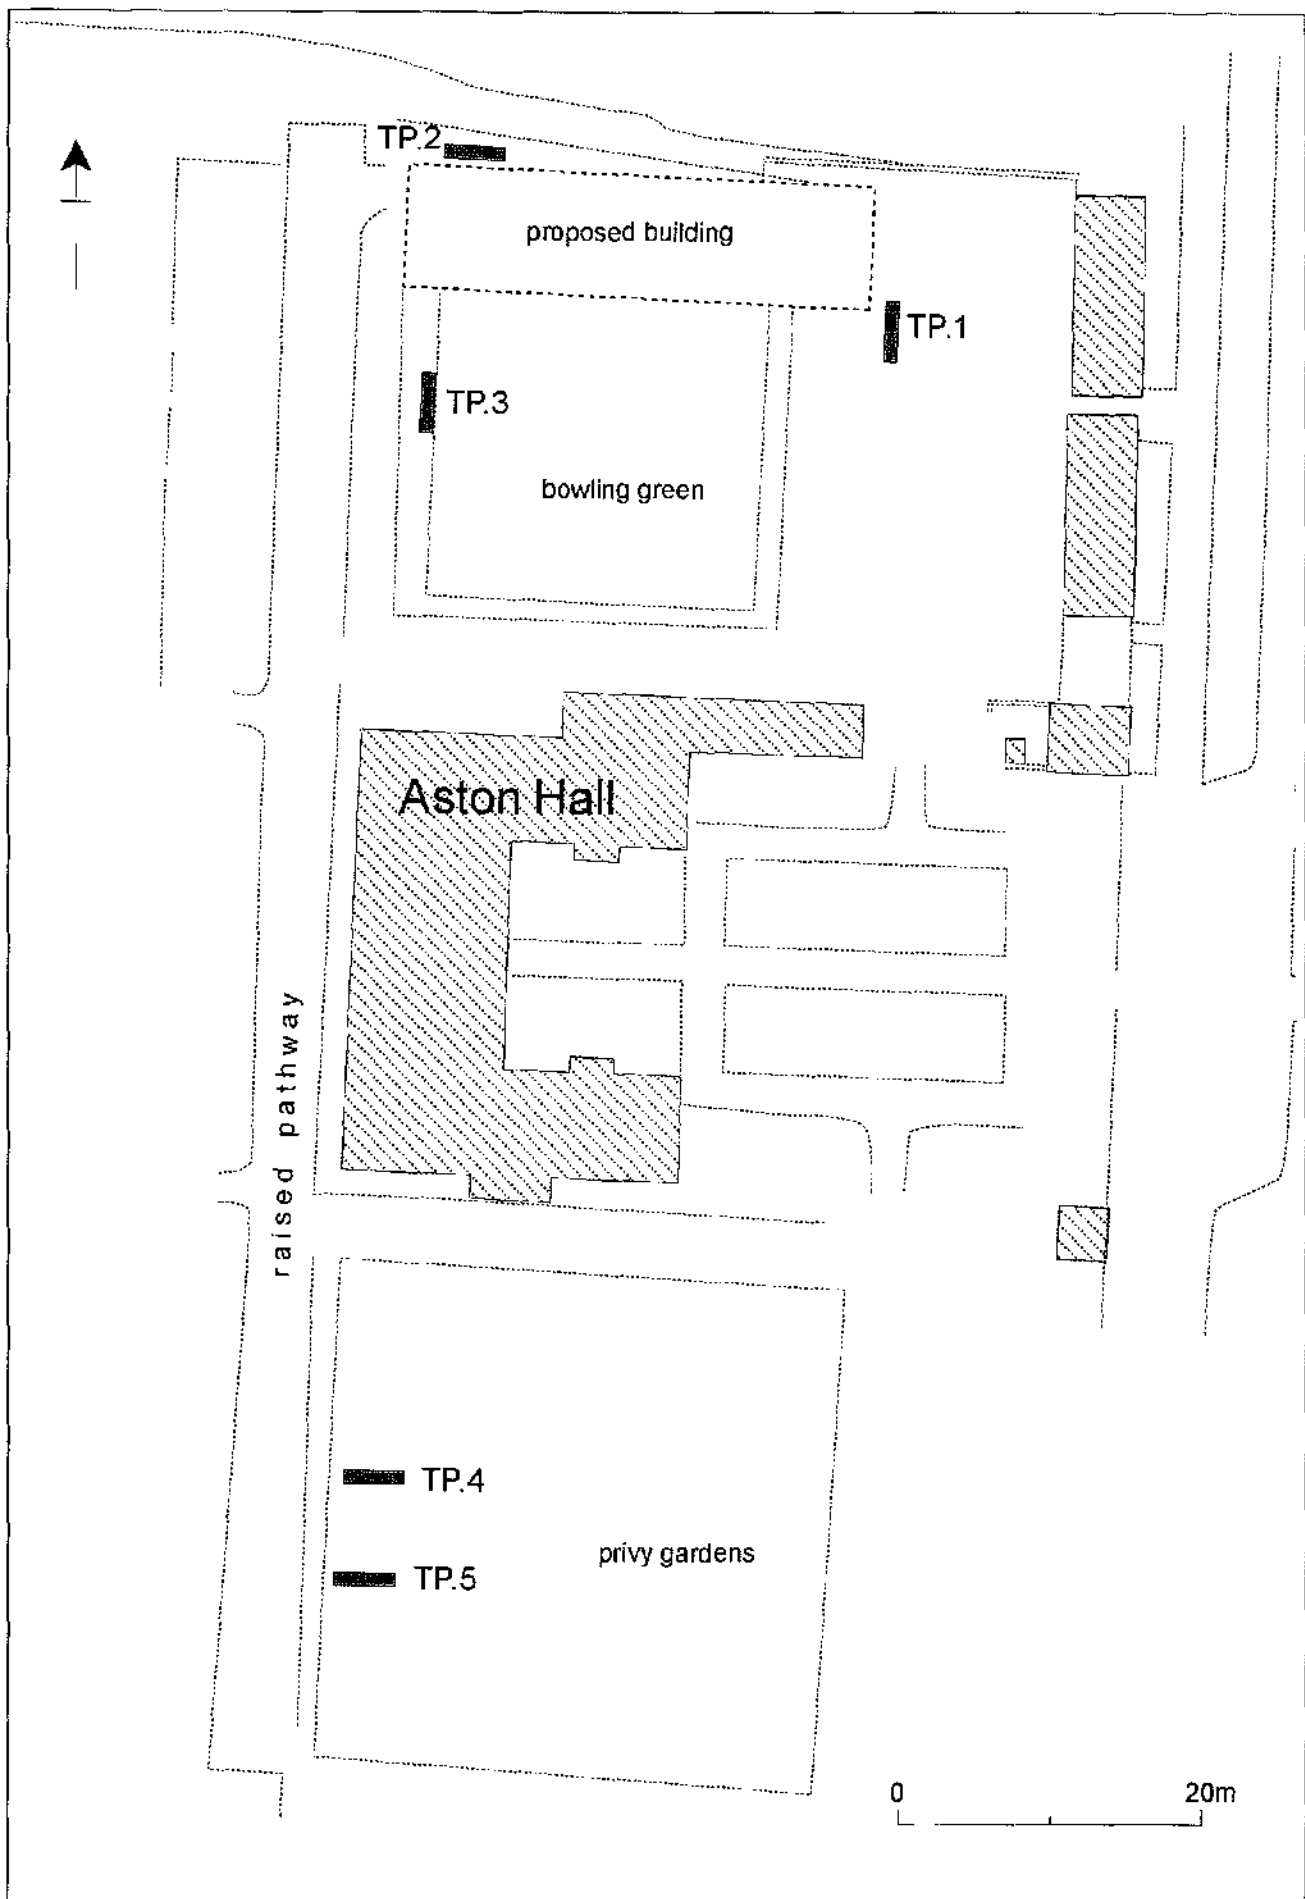 TP.2
proposed building
TP.1
TP.3
bowling green
Aston Hall
raised pathway
TP.4
privy gardens
TP.5
0 20m